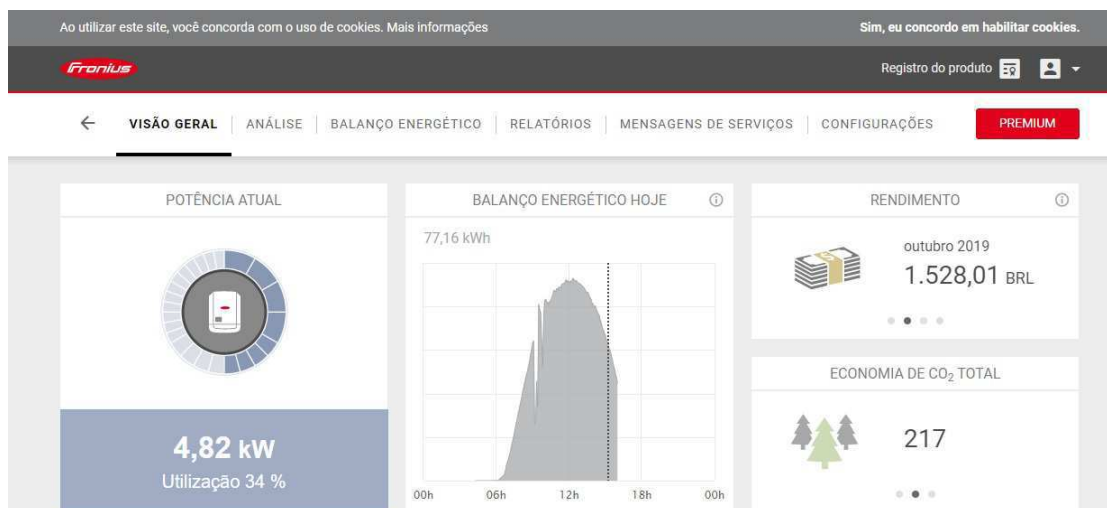 Ao utilizar este site, você concorda com o uso de cookies. Mais informações
Sim, eu concordo em habilitar cookies.
Fronius
Registro do produto
VISÃO GERAL
ANÁLISE
BALANÇO ENERGÉTICO
RELATÓRIOS
MENSAGENS DE SERVIÇOS
CONFIGURAÇÕES
PREMIUM
POTÊNCIA ATUAL
4,82 kW
Utilização 34 %
BALANÇO ENERGÉTICO HOJE
77,16 kWh
00h 06h 12h 18h 00h
RENDIMENTO
outubro 2019
1.528,01 BRL
ECONOMIA DE CO₂ TOTAL
217